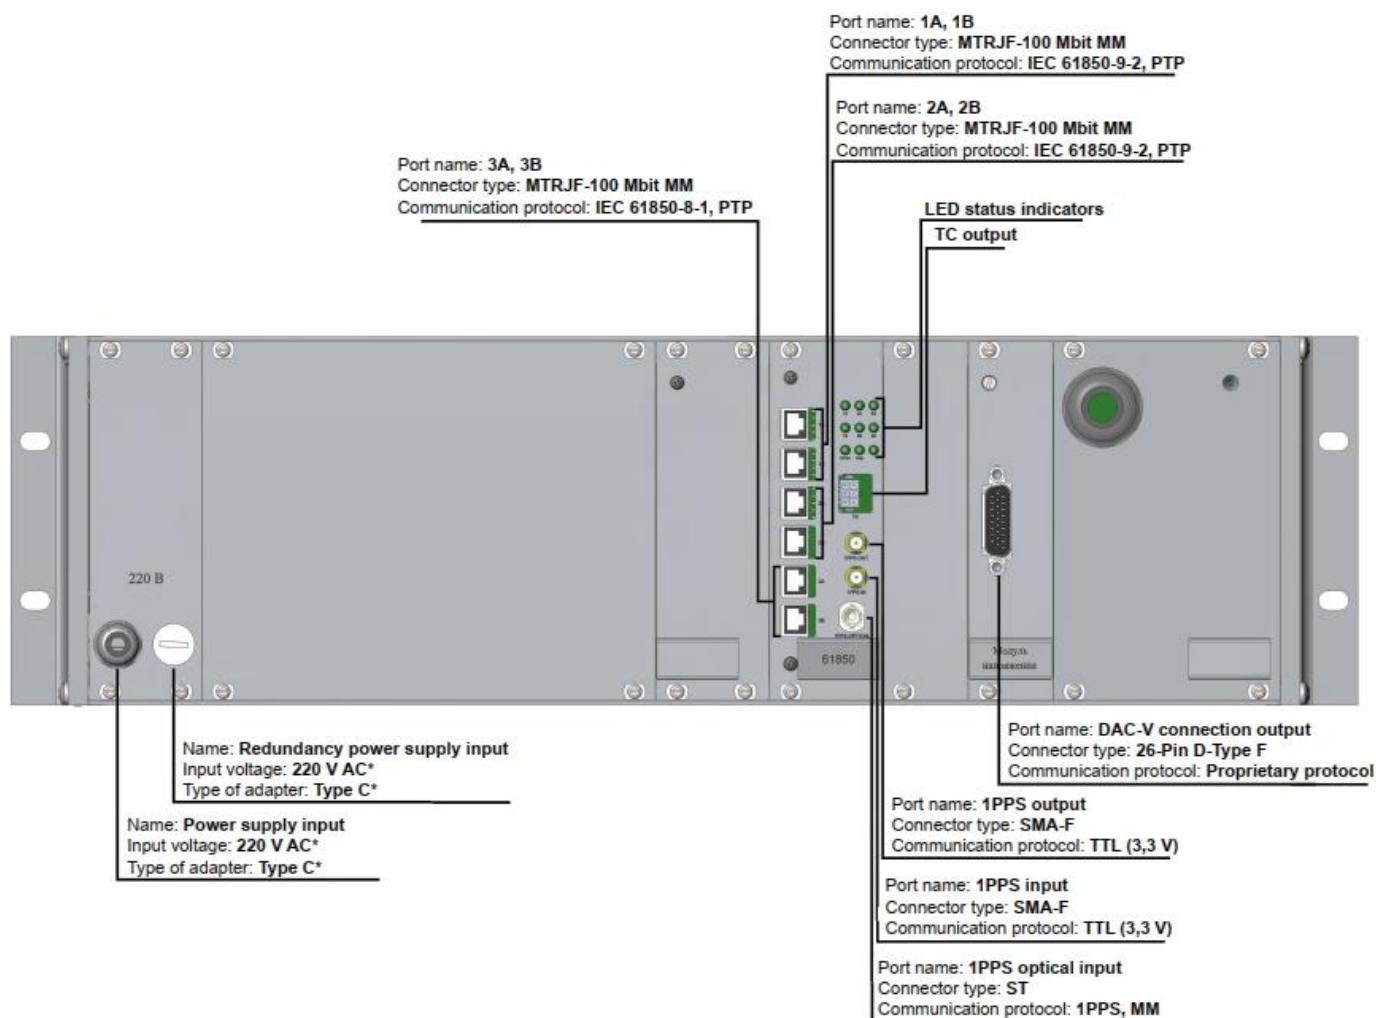 Port name: 1A, 1B
Connector type: MTRJF-100 Mbit MM
Communication protocol: IEC 61850-9-2, PTP
Port name: 2A, 2B
Connector type: MTRJF-100 Mbit MM
Communication protocol: IEC 61850-9-2, PTP
Port name: 3A, 3B
Connector type: MTRJF-100 Mbit MM
Communication protocol: IEC 61850-8-1, PTP
LED status indicators
TC output
220 В
61850
Модуль
напряжения
Port name: DAC-V connection output
Connector type: 26-Pin D-Type F
Communication protocol: Proprietary protocol
Name: Redundancy power supply input
Input voltage: 220 V AC*
Type of adapter: Type C*
Name: Power supply input
Input voltage: 220 V AC*
Type of adapter: Type C*
Port name: 1PPS output
Connector type: SMA-F
Communication protocol: TTL (3,3 V)
Port name: 1PPS input
Connector type: SMA-F
Communication protocol: TTL (3,3 V)
Port name: 1PPS optical input
Connector type: ST
Communication protocol: 1PPS, MM